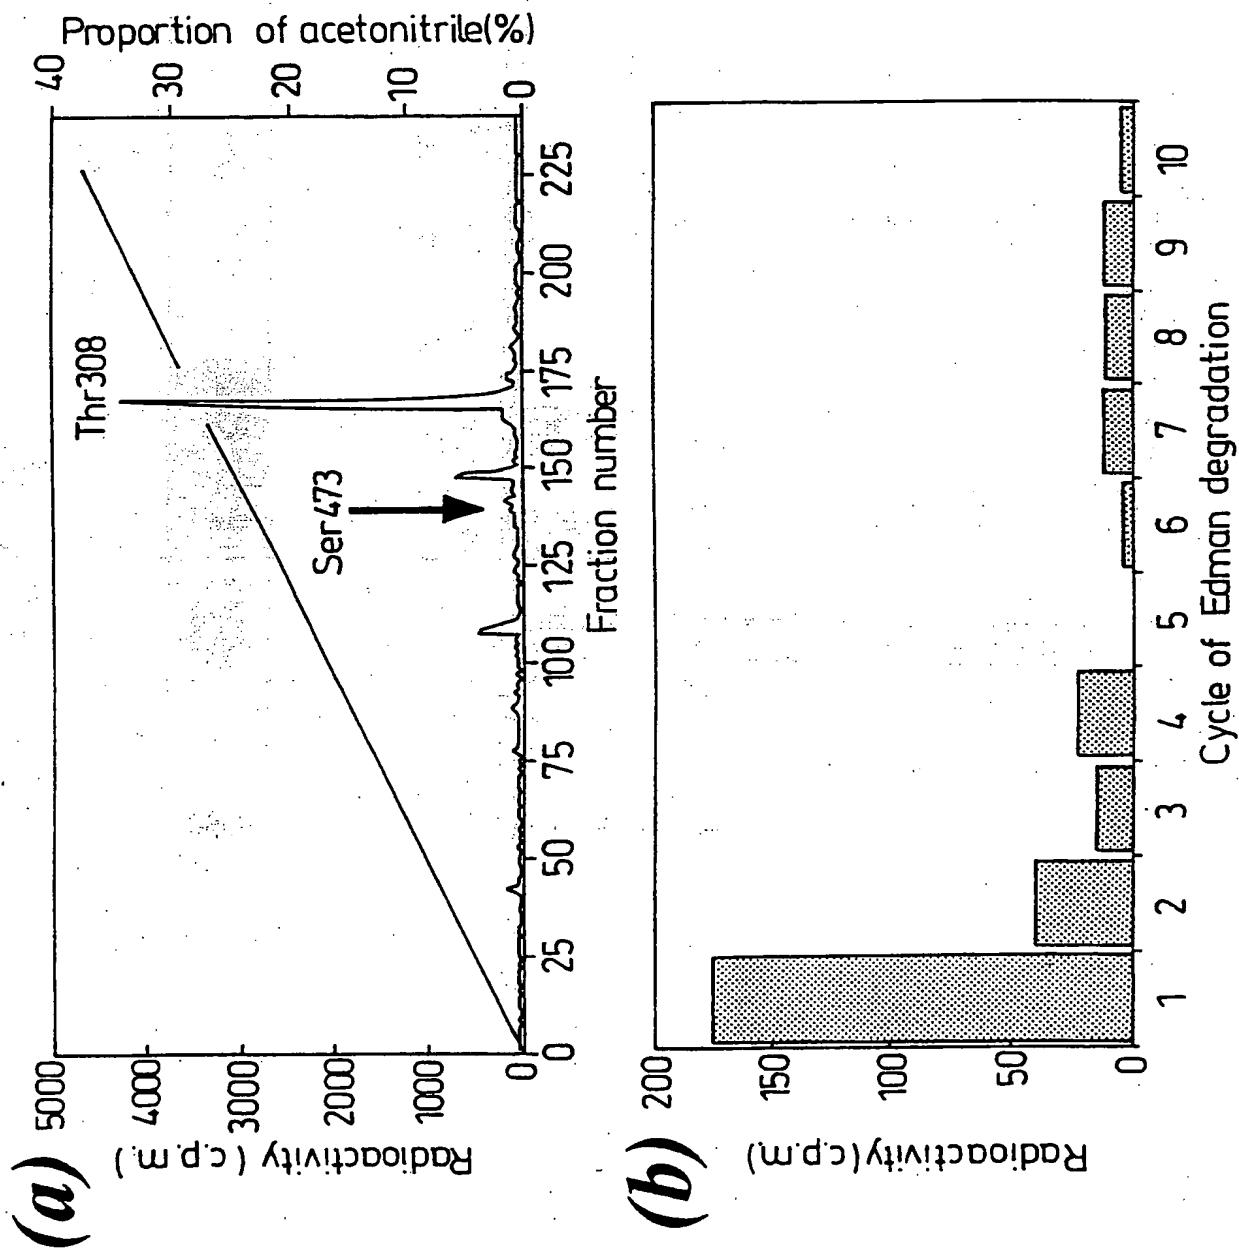 (a)
Radioactivity (c.p.m.)
5000
4000
3000
2000
1000
0
Proportion of acetonitrile(%)
40
30
20
10
0
Thr308
Ser473
0 25 50 75 100 125 150 175 200 225
Fraction number
(b)
Radioactivity (c.p.m.)
200
150
100
50
0
1 2 3 4 5 6 7 8 9 10
Cycle of Edman degradation